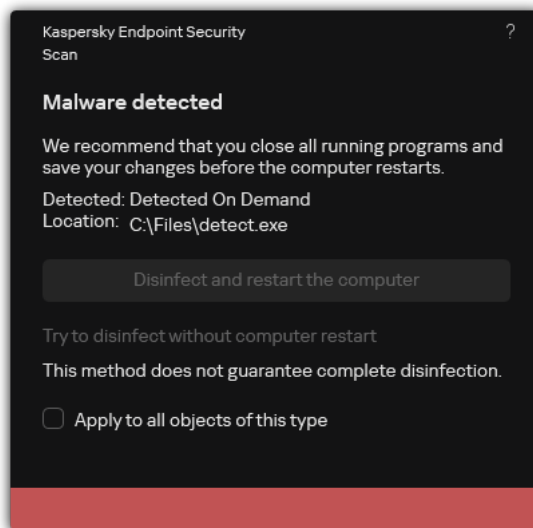 Kaspersky Endpoint Security
?
Scan
Malware detected
We recommend that you close all running programs and
save your changes before the computer restarts.
Detected: Detected On Demand
Location: C:\Files\detect.exe
Disinfect and restart the computer
Try to disinfect without computer restart
This method does not guarantee complete disinfection.
Apply to all objects of this type